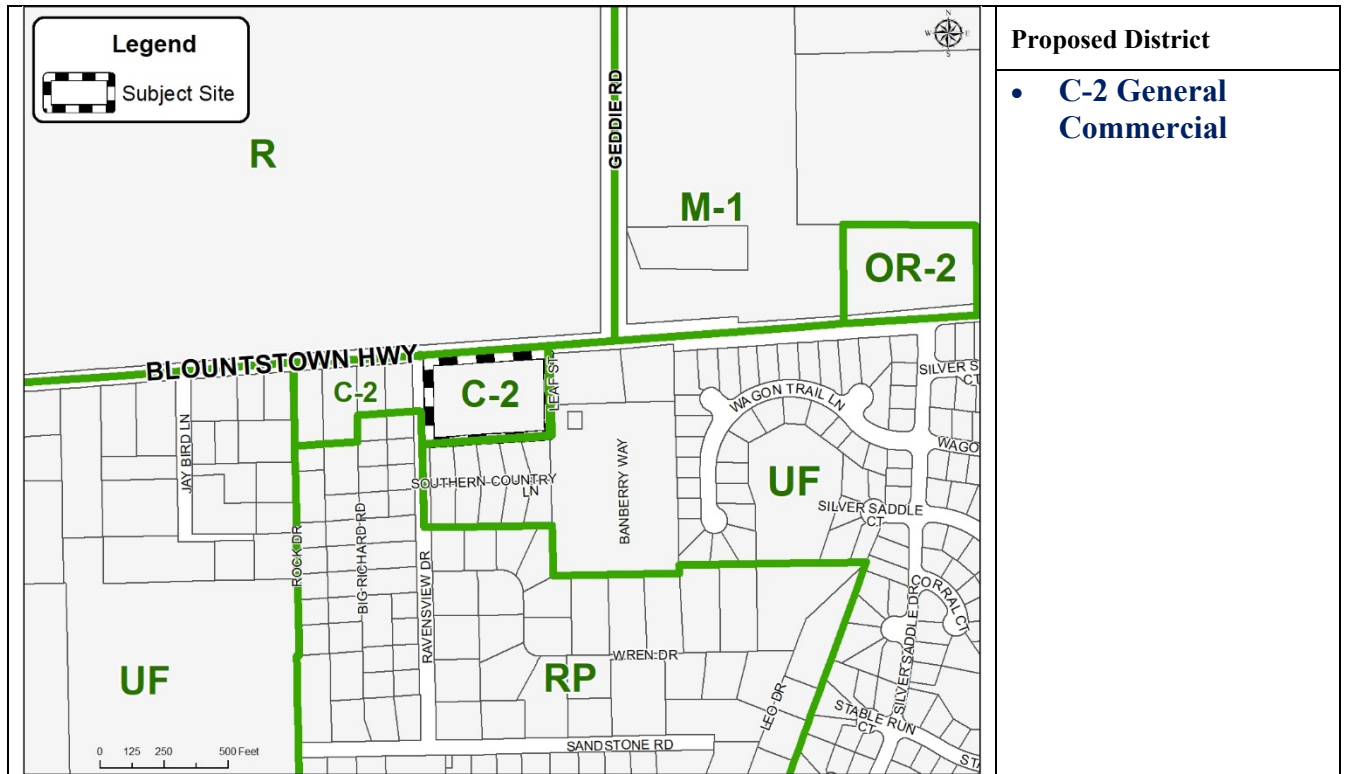 Legend
Subject Site
N
W
E
S
Proposed District
• C-2 General
Commercial
R
GEDDIE RD
M-1
OR-2
BLOUNTSTOWN HWY
C-2
C-2
LEAF ST
SILVER S
CT
WAGON TRAIL LN
WAGO
JAY BIRD LN
SOUTHERN COUNTRY
LN
BANBERRY WAY
UF
SILVER SADDLE
CT
ROCK DR
BIG RICHARD RD
RAVENSVIEW DR
CORRAL CT
SILVER SADDLE DR
UF
RP
WREN DR
LEO DR
STABLE RUN
CT
SANDSTONE RD
STA
0 125 250 500 Feet